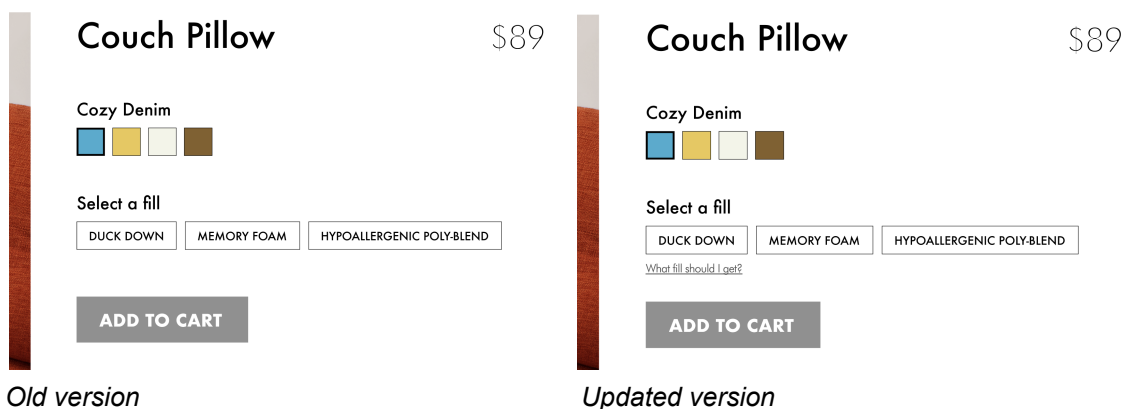 Couch Pillow $89
Cozy Denim
Select a fill
DUCK DOWN MEMORY FOAM HYPOALLERGENIC POLY-BLEND
ADD TO CART
Old version
Couch Pillow $89
Cozy Denim
Select a fill
DUCK DOWN MEMORY FOAM HYPOALLERGENIC POLY-BLEND
What fill should I get?
ADD TO CART
Updated version